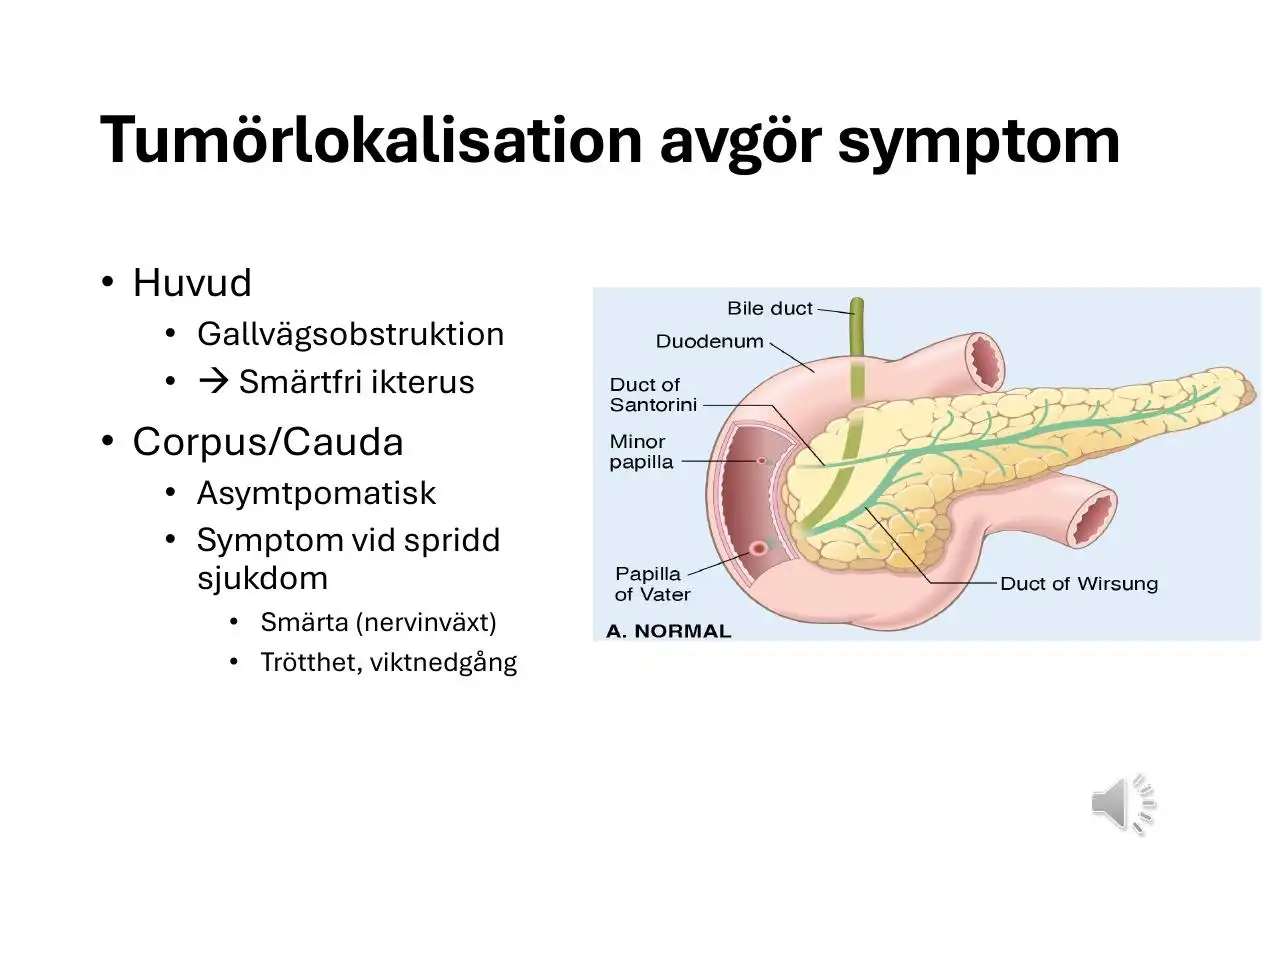 Tumörlokalisation avgör symptom
• Huvud
• Gallvägsobstruktion
• → Smärtfri ikterus
• Corpus/Cauda
• Asymtpomatisk
• Symptom vid spridd
sjukdom
• Smärta (nervinväxt)
• Trötthet, viktnedgång
Bile duct
Duodenum
Duct of
Santorini
Minor
papilla
Papilla
of Vater
Duct of Wirsung
A. NORMAL